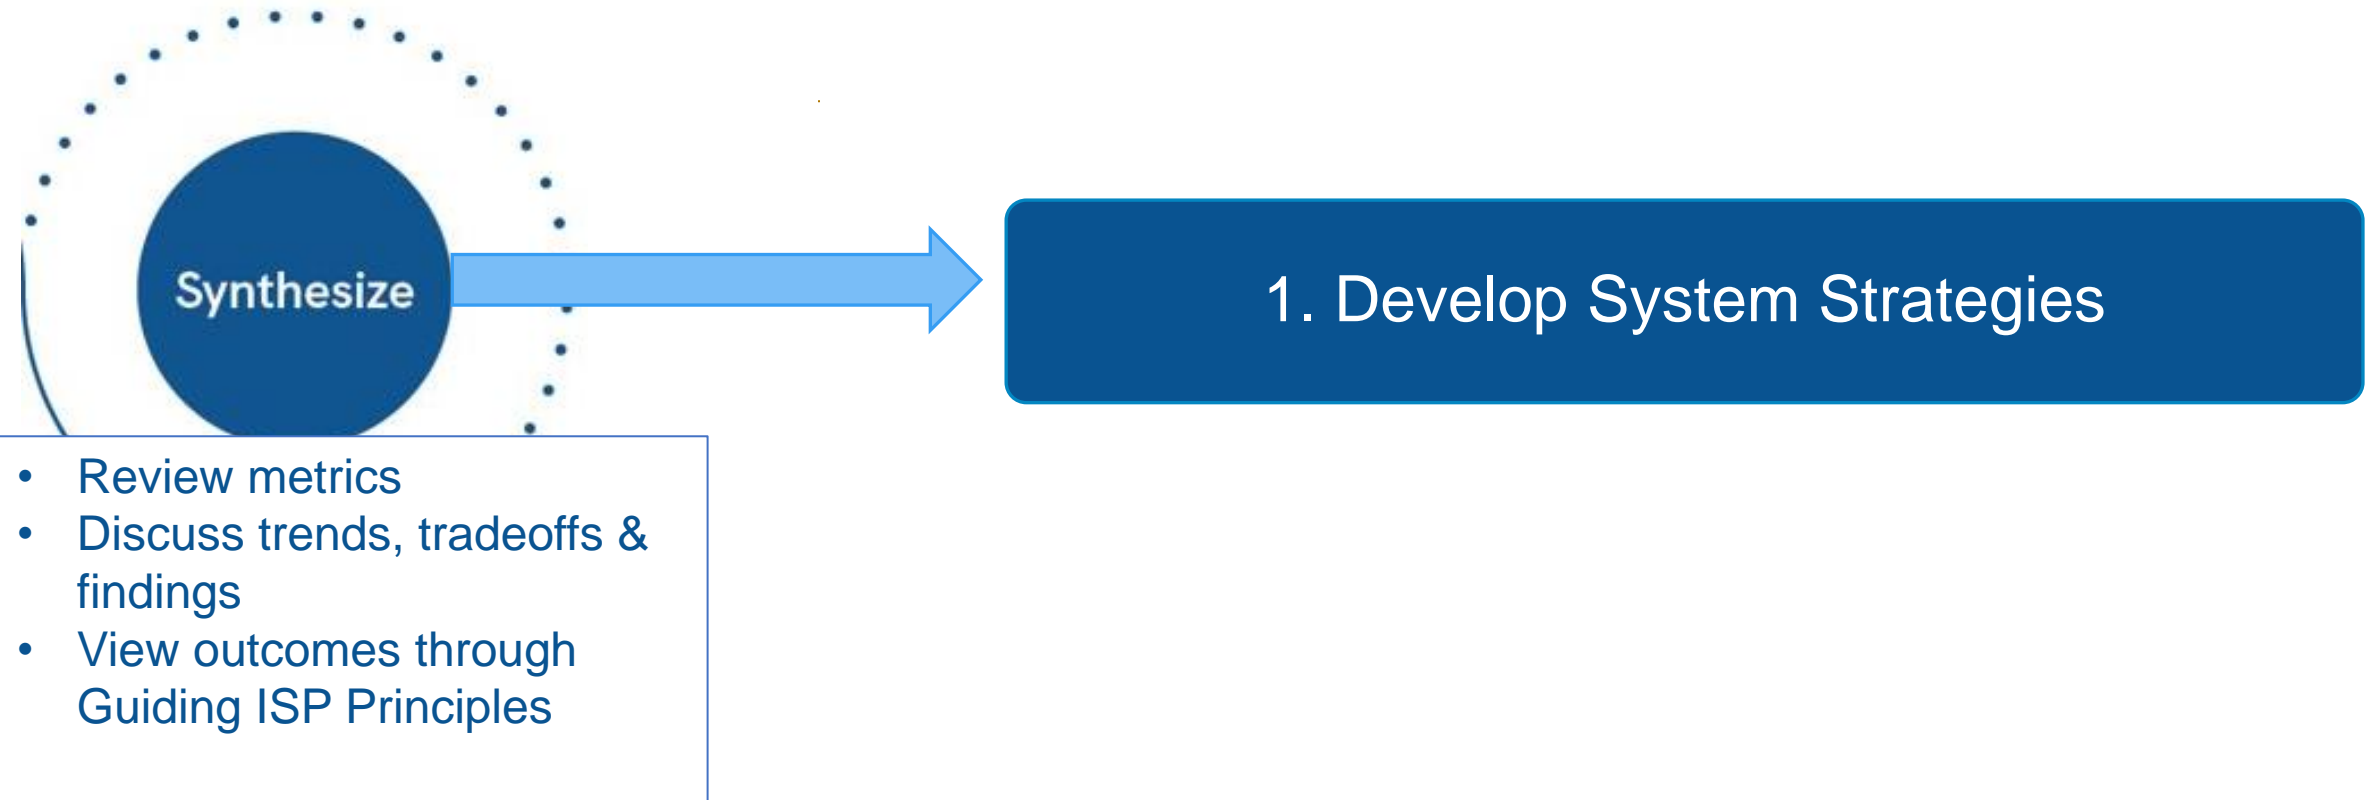 Synthesize
1. Develop System Strategies
• Review metrics
• Discuss trends, tradeoffs &
findings
• View outcomes through
Guiding ISP Principles